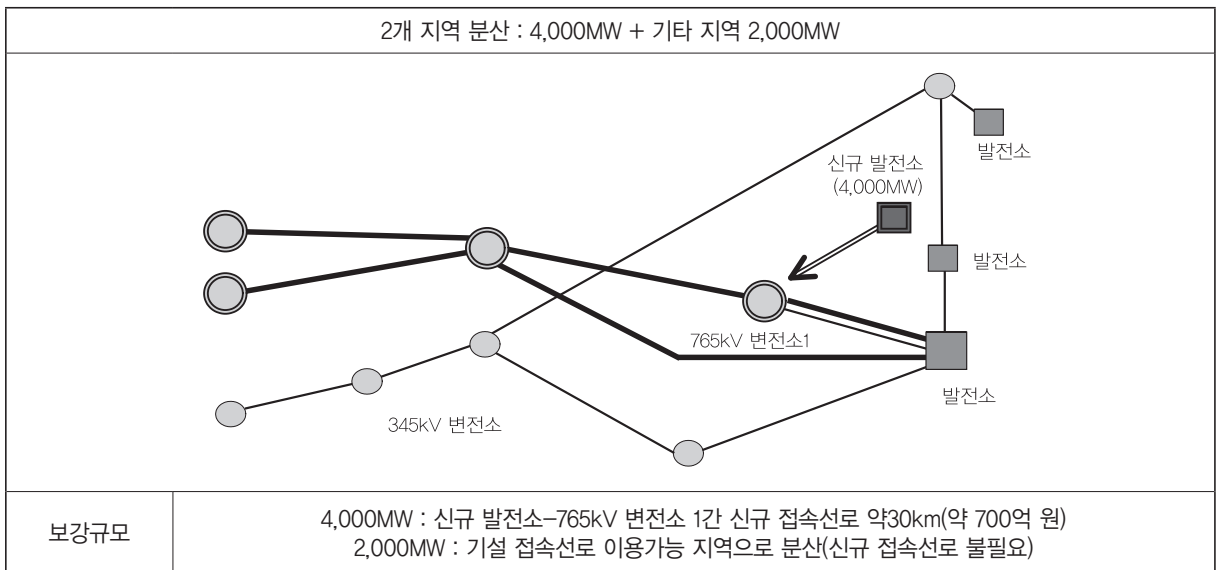 2개 지역 분산 : 4,000MW + 기타 지역 2,000MW
발전소
신규 발전소
(4,000MW)
발전소
765kV 변전소1
발전소
345kV 변전소
보강규모
4,000MW : 신규 발전소-765kV 변전소 1간 신규 접속선로 약30km(약 700억 원)
2,000MW : 기설 접속선로 이용가능 지역으로 분산(신규 접속선로 불필요)